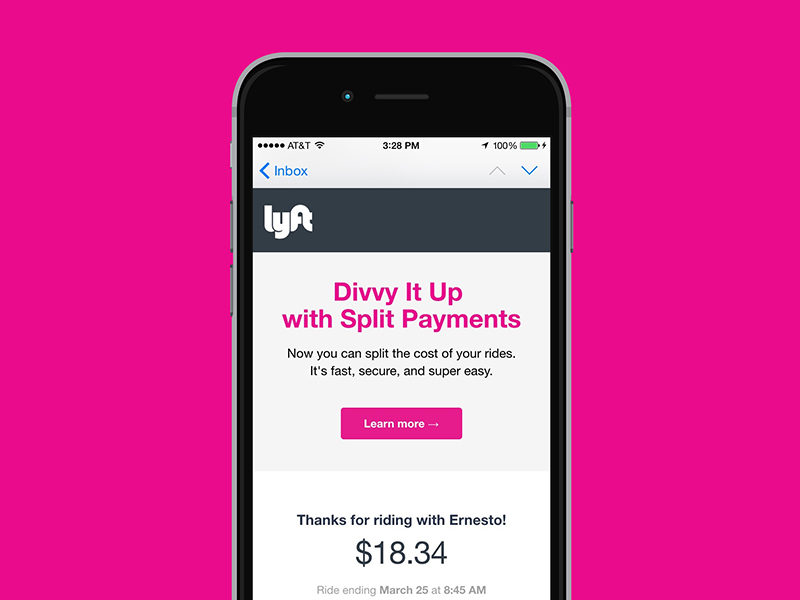 AT&T 3:28 PM 100%
Inbox
lyft
Divvy It Up
with Split Payments
Now you can split the cost of your rides.
It's fast, secure, and super easy.
Learn more →
Thanks for riding with Ernesto!
$18.34
Ride ending March 25 at 8:45 AM